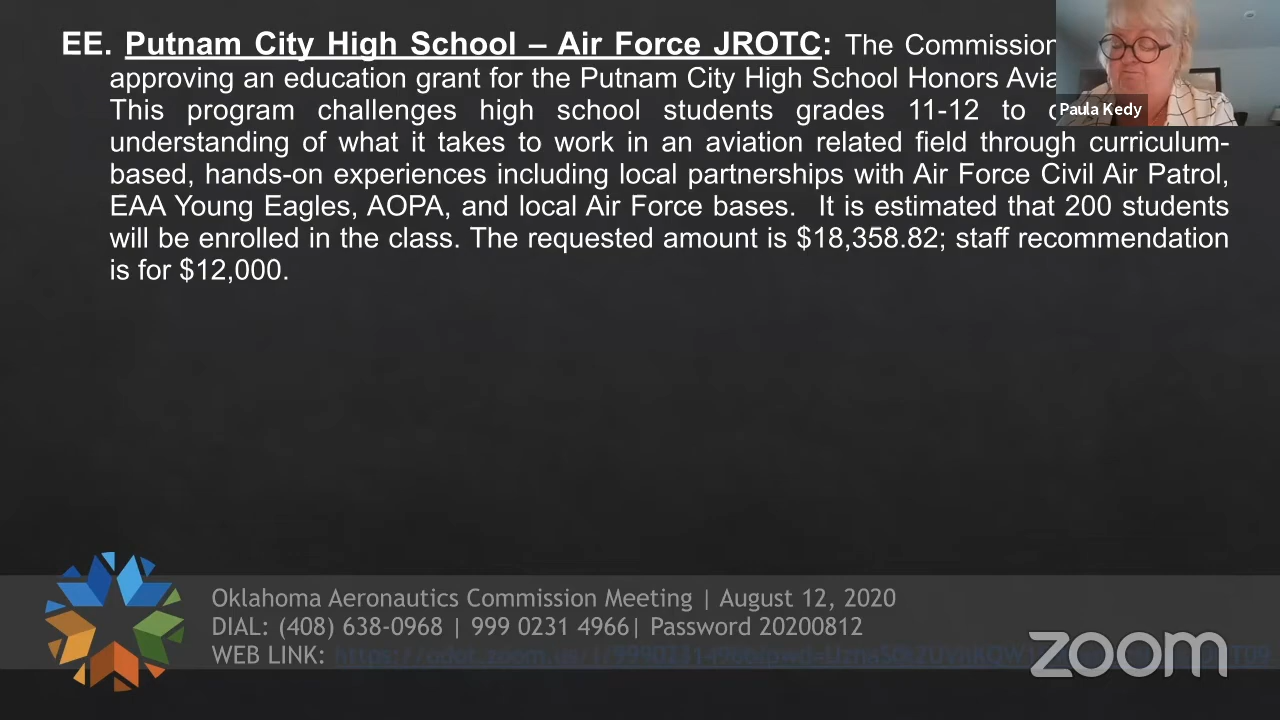 EE. Putnam City High School – Air Force JROTC: The Commission
approving an education grant for the Putnam City High School Honors
This program challenges high school students grades 11-12 to
understanding of what it takes to work in an aviation related field through curriculum-
based, hands-on experiences including local partnerships with Air Force Civil Air Patrol,
EAA Young Eagles, AOPA, and local Air Force bases. It is estimated that 200 students
will be enrolled in the class. The requested amount is $18,358.82; staff recommendation
is for $12,000.
Paula Kedy
Oklahoma Aeronautics Commission Meeting | August 12, 2020
DIAL: (408) 638-0968 | 999 0231 4966| Password 20200812
WEB LINK:
zoom